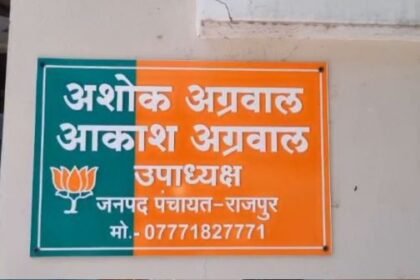 अशोक अग्रवाल
आकाश अग्रवाल
उपाध्यक्ष
जनपद पंचायत-राजपुर
मो.- 07771827771